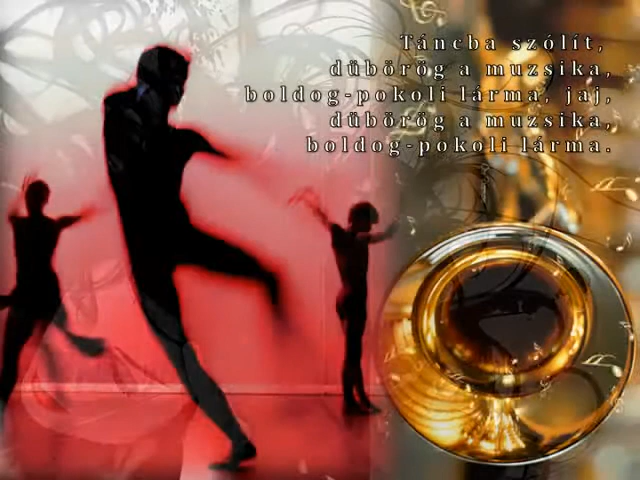 Táncba szólít,
dübörög a muzsika,
boldog-pokoli lárma, jaj,
dübörög a muzsika,
boldog-pokoli lárma.